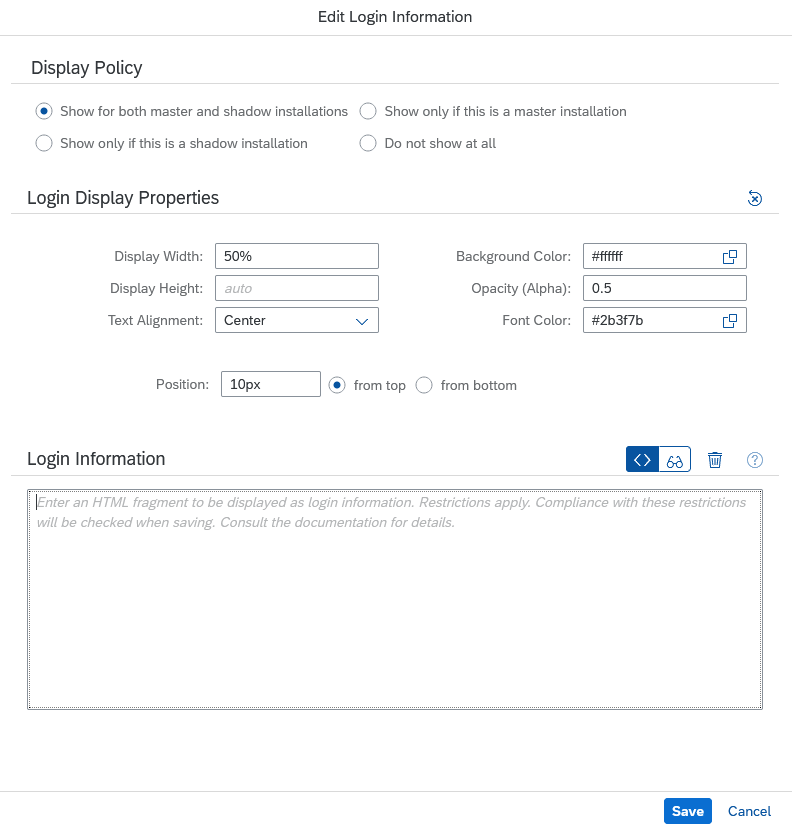 Edit Login Information
Display Policy
Show for both master and shadow installations Show only if this is a master installation
Show only if this is a shadow installation Do not show at all
Login Display Properties
Display Width: 50% Background Color: #ffffff
Display Height: auto Opacity (Alpha): 0.5
Text Alignment: Center Font Color: #2b3f7b
Position: 10px from top from bottom
Login Information
Enter an HTML fragment to be displayed as login information. Restrictions apply. Compliance with these restrictions
will be checked when saving. Consult the documentation for details.
Save Cancel